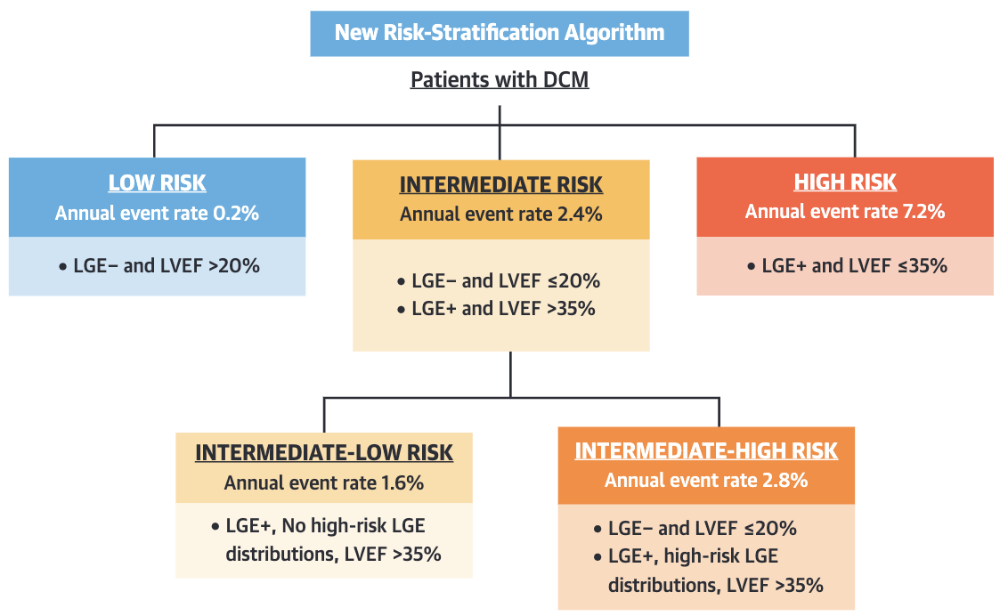 New Risk-Stratification Algorithm
Patients with DCM
LOW RISK
Annual event rate 0.2%
• LGE– and LVEF >20%
INTERMEDIATE RISK
Annual event rate 2.4%
• LGE– and LVEF ≤20%
• LGE+ and LVEF >35%
HIGH RISK
Annual event rate 7.2%
• LGE+ and LVEF ≤35%
INTERMEDIATE-LOW RISK
Annual event rate 1.6%
• LGE+, No high-risk LGE
distributions, LVEF >35%
INTERMEDIATE-HIGH RISK
Annual event rate 2.8%
• LGE– and LVEF ≤20%
• LGE+, high-risk LGE
distributions, LVEF >35%